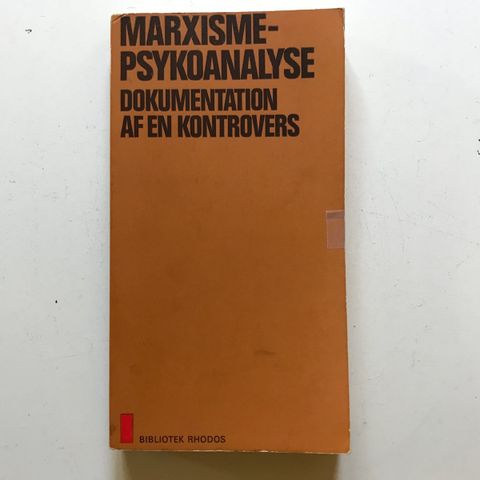 MARXISME-
PSYKOANALYSE
DOKUMENTATION
AF EN KONTROVERS
BIBLIOTEK RHODOS